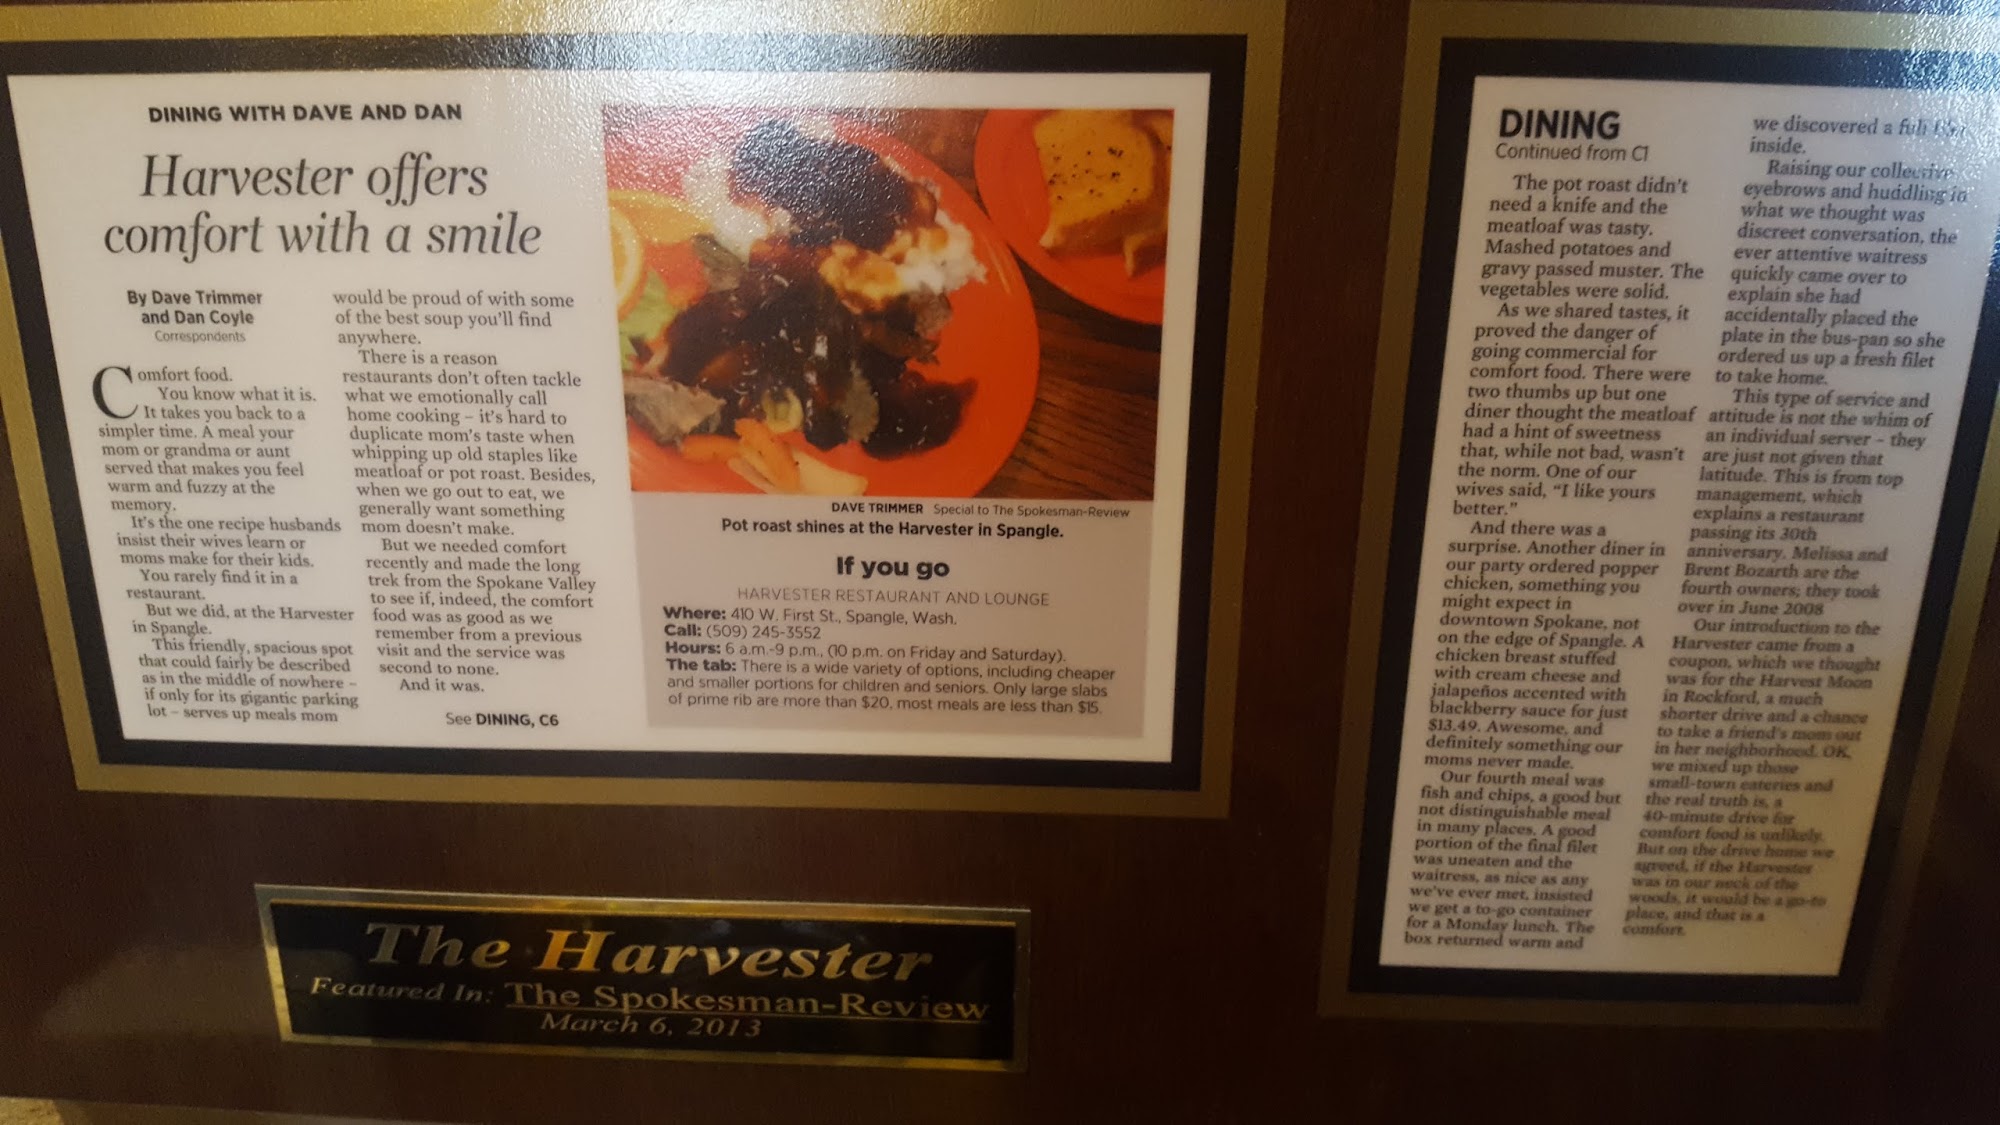 DINING WITH DAVE AND DAN
Harvester offers
comfort with a smile
By Dave Trimmer
and Dan Coyle
Correspondents
Comfort food.
You know what it is.
It takes you back to a
simpler time. A meal your
mom or grandma or aunt
served that makes you feel
warm and fuzzy at the
memory.
It's the one recipe husbands
insist their wives learn or
moms make for their kids.
You rarely find it in a
restaurant.
But we did, at the Harvester
in Spangle.
This friendly, spacious spot
that could fairly be described
as in the middle of nowhere –
if only for its gigantic parking
lot – serves up meals mom
would be proud of with some
of the best soup you'll find
anywhere.
There is a reason
restaurants don't often tackle
what we emotionally call
home cooking – it's hard to
duplicate mom's taste when
whipping up old staples like
meatloaf or pot roast. Besides,
when we go out to eat, we
generally want something
mom doesn't make.
But we needed comfort
recently and made the long
trek from the Spokane Valley
to see if, indeed, the comfort
food was as good as we
remember from a previous
visit and the service was
second to none.
And it was.
See DINING, C6
DAVE TRIMMER Special to The Spokesman-Review
Pot roast shines at the Harvester in Spangle.
If you go
HARVESTER RESTAURANT AND LOUNGE
Where: 410 W. First St., Spangle, Wash.
Call: (509) 245-3552
Hours: 6 a.m.-9 p.m., (10 p.m. on Friday and Saturday).
The tab: There is a wide variety of options, including cheaper
and smaller portions for children and seniors. Only large slabs
of prime rib are more than $20, most meals are less than $15.
DINING
Continued from C1
The pot roast didn't
need a knife and the
meatloaf was tasty.
Mashed potatoes and
gravy passed muster. The
vegetables were solid.
As we shared tastes, it
proved the danger of
going commercial for
comfort food. There were
two thumbs up but one
diner thought the meatloaf
had a hint of sweetness
that, while not bad, wasn't
the norm. One of our
wives said, "I like yours
better."
And there was a
surprise. Another diner in
our party ordered popper
chicken, something you
might expect in
downtown Spokane, not
on the edge of Spangle. A
chicken breast stuffed
with cream cheese and
jalapeños accented with
blackberry sauce for just
$13.49. Awesome, and
definitely something our
moms never made.
Our fourth meal was
fish and chips, a good but
not distinguishable meal
in many places. A good
portion of the final filet
was uneaten and the
waitress, as nice as any
we've ever met, insisted
we get a to-go container
for a Monday lunch. The
box returned warm and
we discovered a full
inside.
Raising our collective
eyebrows and huddling in
what we thought was
discreet conversation, the
ever attentive waitress
quickly came over to
explain she had
accidentally placed the
plate in the bus-pan so she
ordered us up a fresh filet
to take home.
This type of service and
attitude is not the whim of
an individual server – they
are just not given that
latitude. This is from top
management, which
explains a restaurant
passing its 30th
anniversary. Melissa and
Brent Bozarth are the
fourth owners; they took
over in June 2008
Our introduction to the
Harvester came from a
coupon, which we thought
was for the Harvest Moon
in Rockford, a much
shorter drive and a chance
to take a friend's mom out
in her neighborhood. OK,
we mixed up those
small-town eateries and
the real truth is, a
40-minute drive for
comfort food is unlikely.
But on the drive home we
agreed, if the Harvester
was in our neck of the
woods, it would be a go-to
place, and that is a
comfort.
The Harvester
Featured In: The Spokesman-Review
March 6, 2013